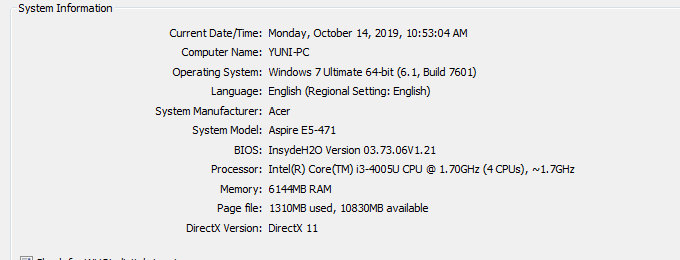 System Information
Current Date/Time: Monday, October 14, 2019, 10:53:04 AM
Computer Name: YUNI-PC
Operating System: Windows 7 Ultimate 64-bit (6.1, Build 7601)
Language: English (Regional Setting: English)
System Manufacturer: Acer
System Model: Aspire E5-471
BIOS: InsydeH2O Version 03.73.06V1.21
Processor: Intel(R) Core(TM) i3-4005U CPU @ 1.70GHz (4 CPUs), ~1.7GHz
Memory: 6144MB RAM
Page file: 1310MB used, 10830MB available
DirectX Version: DirectX 11